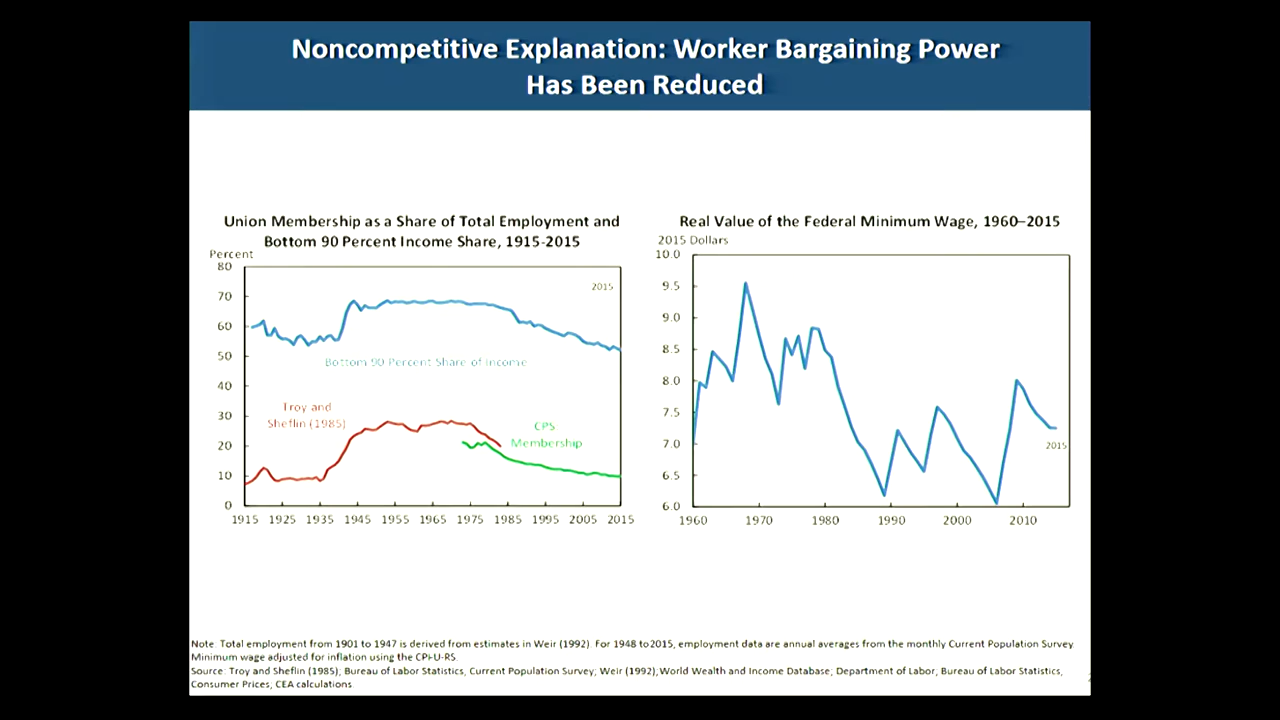 Noncompetitive Explanation: Worker Bargaining Power
Has Been Reduced
Union Membership as a Share of Total Employment and
Bottom 90 Percent Income Share, 1915-2015
Percent
80
70
60
50
40
30
20
10
0
2015
Bottom 90 Percent Share of Income
Troy and
Sheflin (1985)
CPS
Membership
1915 1925 1935 1945 1955 1965 1975 1985 1995 2005 2015
Real Value of the Federal Minimum Wage, 1960–2015
2015 Dollars
10.0
9.5
9.0
8.5
8.0
7.5
7.0
6.5
6.0
2015
1960 1970 1980 1990 2000 2010
Note: Total employment from 1901 to 1947 is derived from estimates in Weir (1992). For 1948 to 2015, employment data are annual averages from the monthly Current Population Survey.
Minimum wage adjusted for inflation using the CPI-U-RS.
Source: Troy and Sheflin (1985); Bureau of Labor Statistics, Current Population Survey; Weir (1992); World Wealth and Income Database; Department of Labor; Bureau of Labor Statistics,
Consumer Prices; CEA calculations.